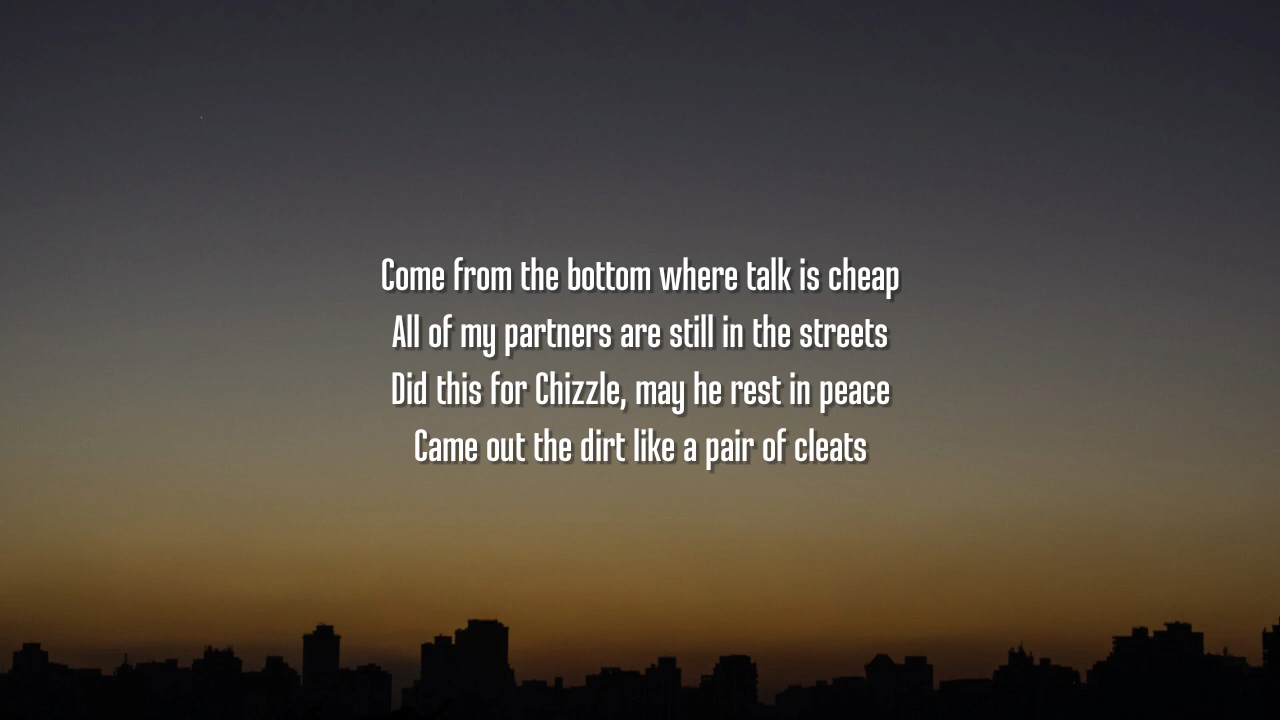 Come from the bottom where talk is cheap
All of my partners are still in the streets
Did this for Chizzle, may he rest in peace
Came out the dirt like a pair of cleats